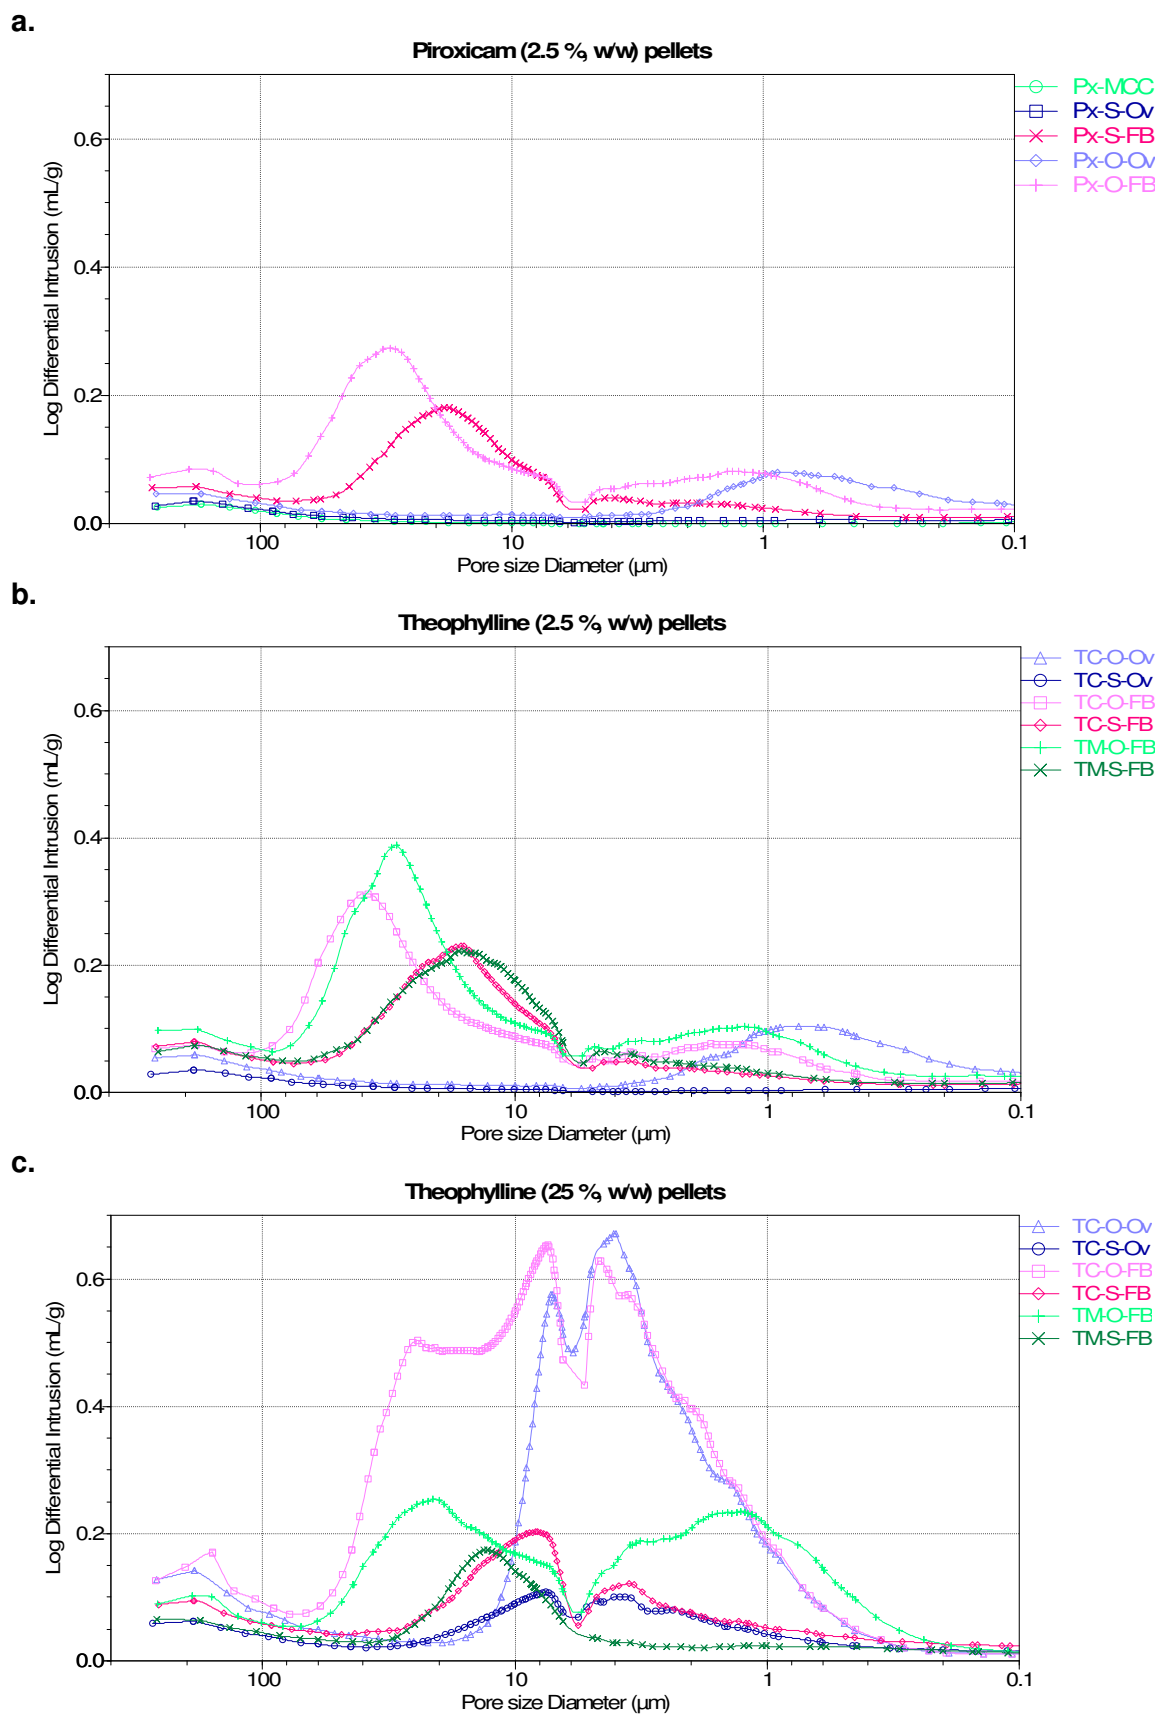 a.
Piroxicam (2.5 %, w/w) pellets
Px-MCC
Px-S-Ov
Px-S-FB
Px-O-Ov
Px-O-FB
Log Differential Intrusion (mL/g)
0.6
0.4
0.2
0.0
100
10
1
0.1
Pore size Diameter (µm)
b.
Theophylline (2.5 %, w/w) pellets
TC-O-Ov
TC-S-Ov
TC-O-FB
TC-S-FB
TM-O-FB
TM-S-FB
Log Differential Intrusion (mL/g)
0.6
0.4
0.2
0.0
100
10
1
0.1
Pore size Diameter (µm)
c.
Theophylline (25 %, w/w) pellets
TC-O-Ov
TC-S-Ov
TC-O-FB
TC-S-FB
TM-O-FB
TM-S-FB
Log Differential Intrusion (mL/g)
0.6
0.4
0.2
0.0
100
10
1
0.1
Pore size Diameter (µm)